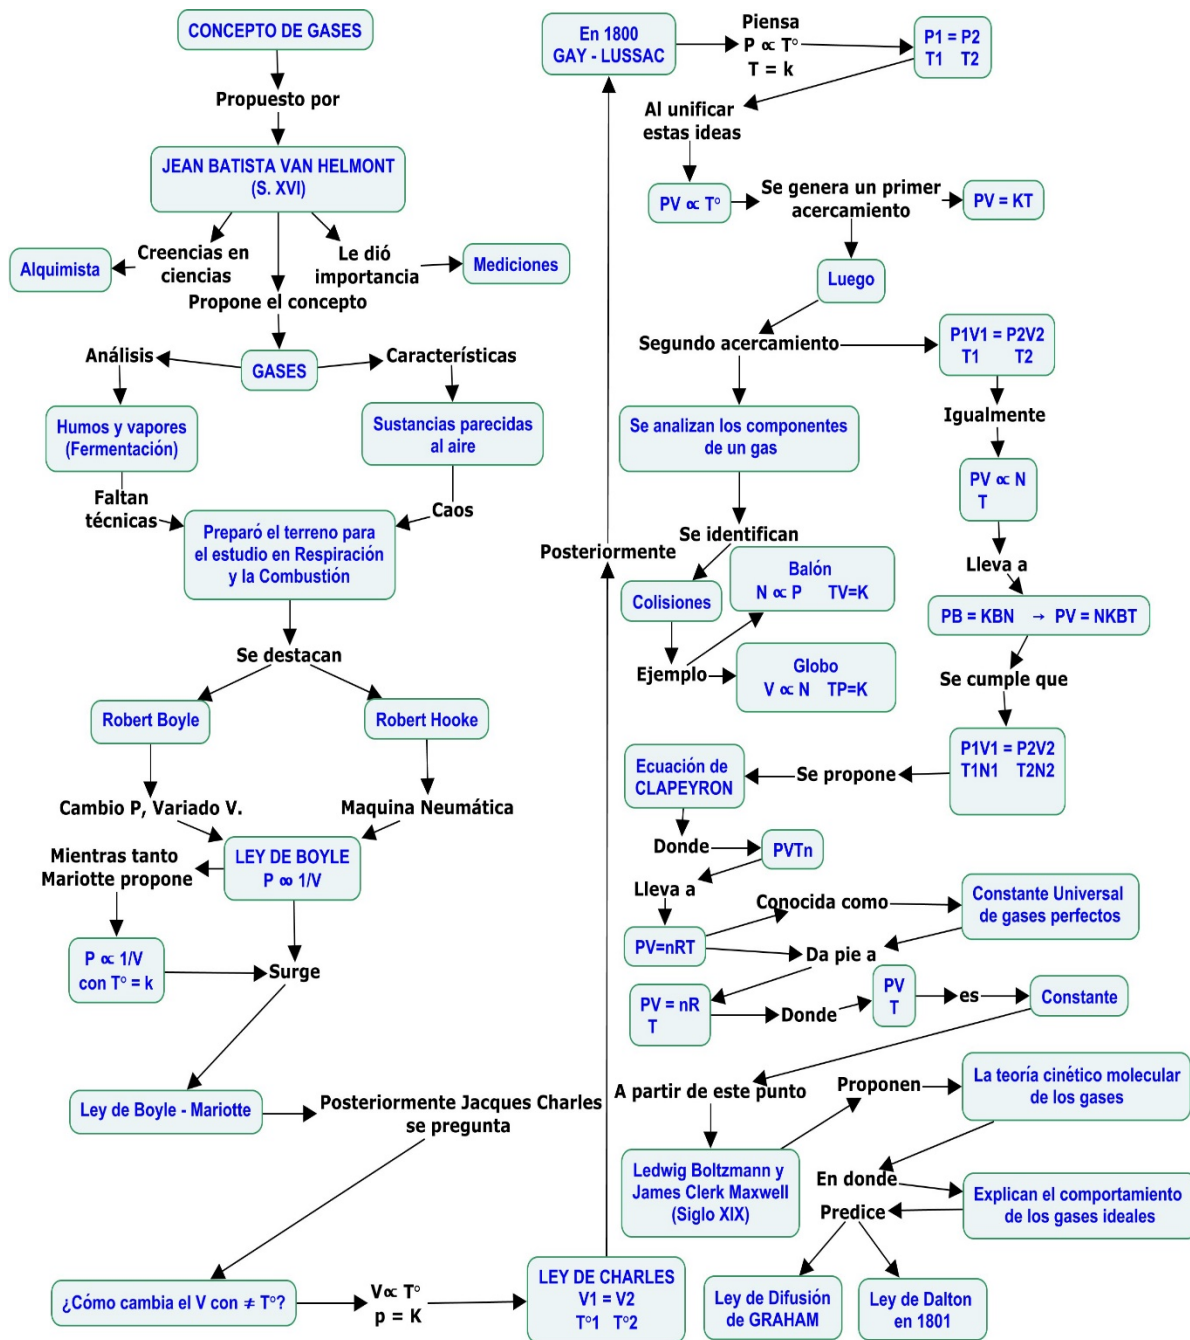 CONCEPTO DE GASES
Propuesto por
JEAN BATISTA VAN HELMONT
(S. XVI)
Creencias en
ciencias
Alquimista
Le dió
importancia
Mediciones
Propone el concepto
GASES
Análisis
Características
Humos y vapores
(Fermentación)
Sustancias parecidas
al aire
Faltan
técnicas
Caos
Preparó el terreno para
el estudio en Respiración
y la Combustión
Se destacan
Robert Boyle
Robert Hooke
Cambio P, Variado V.
Maquina Neumática
LEY DE BOYLE
P ∞ 1/V
Mientras tanto
Mariotte propone
P ∝ 1/V
con T° = k
Surge
Ley de Boyle - Mariotte
Posteriormente Jacques Charles
se pregunta
¿Cómo cambia el V con ≠ T°?
V∝ T°
p = K
LEY DE CHARLES
V1 = V2
T°1 T°2
Posteriormente
En 1800
GAY - LUSSAC
Piensa
P ∝ T°
T = k
P1 = P2
T1 T2
Al unificar
estas ideas
PV ∝ T°
Se genera un primer
acercamiento
PV = KT
Luego
Segundo acercamiento
P1V1 = P2V2
T1 T2
Se analizan los componentes
de un gas
Igualmente
PV ∝ N
T
Se identifican
Colisiones
Ejemplo
Balón
N ∝ P TV=K
Globo
V ∝ N TP=K
Lleva a
PB = KBN → PV = NKBT
Se cumple que
P1V1 = P2V2
T1N1 T2N2
Se propone
Ecuación de
CLAPEYRON
Donde
PVTn
Lleva a
PV=nRT
Conocida como
Constante Universal
de gases perfectos
Da pie a
PV = nR
T
Donde
PV
T
es
Constante
A partir de este punto
Ledwig Boltzmann y
James Clerk Maxwell
(Siglo XIX)
Proponen
La teoría cinético molecular
de los gases
En donde
Explican el comportamiento
de los gases ideales
Predice
Ley de Difusión
de GRAHAM
Ley de Dalton
en 1801